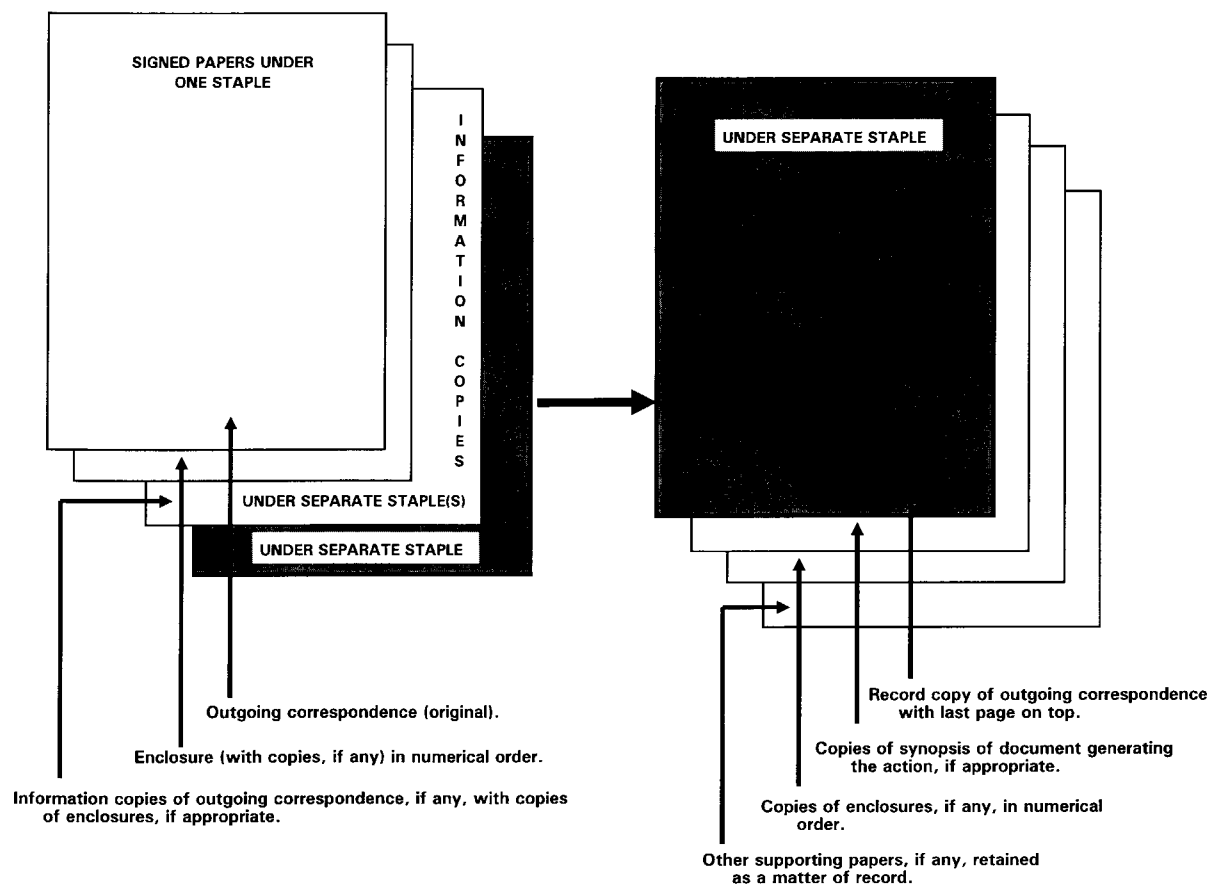 SIGNED PAPERS UNDER
ONE STAPLE
INFORMATION COPIES
UNDER SEPARATE STAPLE(S)
UNDER SEPARATE STAPLE
UNDER SEPARATE STAPLE
Outgoing correspondence (original).
Enclosure (with copies, if any) in numerical order.
Information copies of outgoing correspondence, if any, with copies
of enclosures, if appropriate.
Record copy of outgoing correspondence
with last page on top.
Copies of synopsis of document generating
the action, if appropriate.
Copies of enclosures, if any, in numerical
order.
Other supporting papers, if any, retained
as a matter of record.